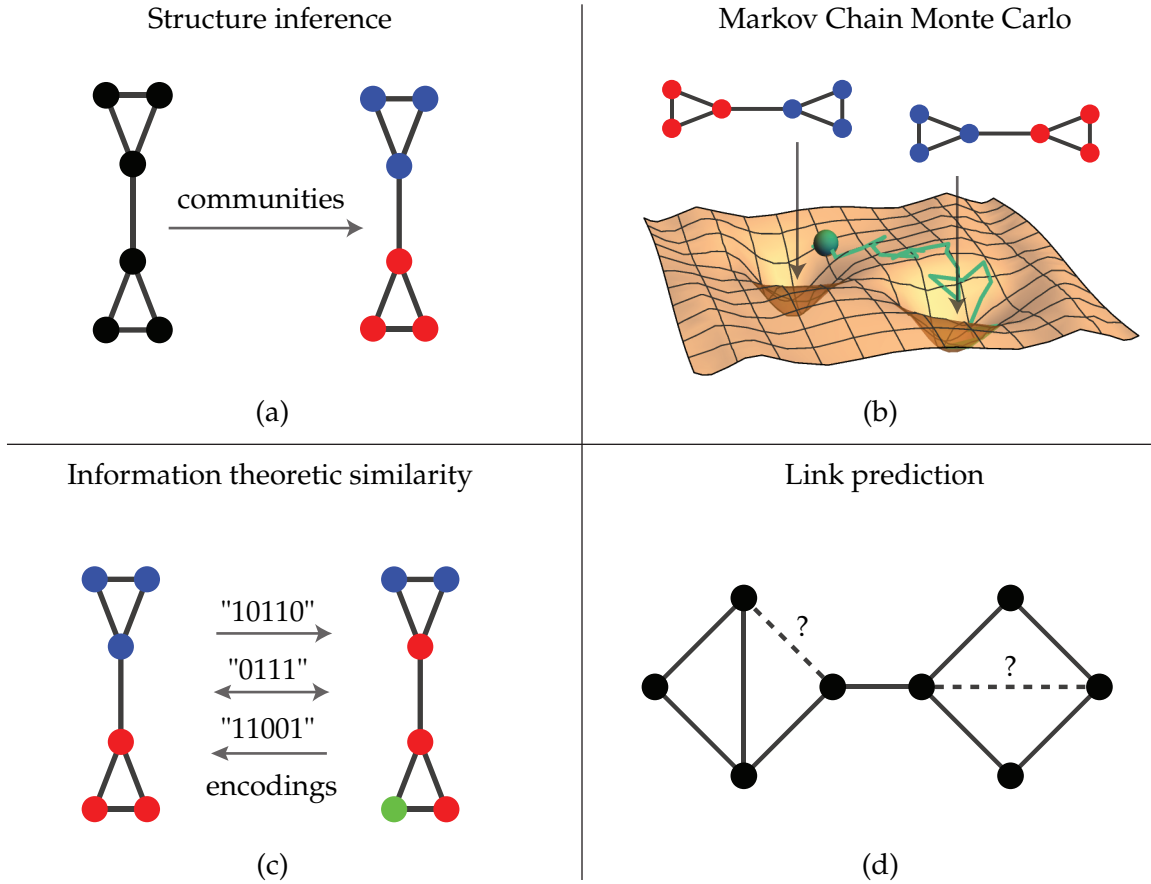 Structure inference
communities
(a)
Markov Chain Monte Carlo
(b)
Information theoretic similarity
"10110"
"0111"
"11001"
encodings
(c)
Link prediction
?
?
(d)